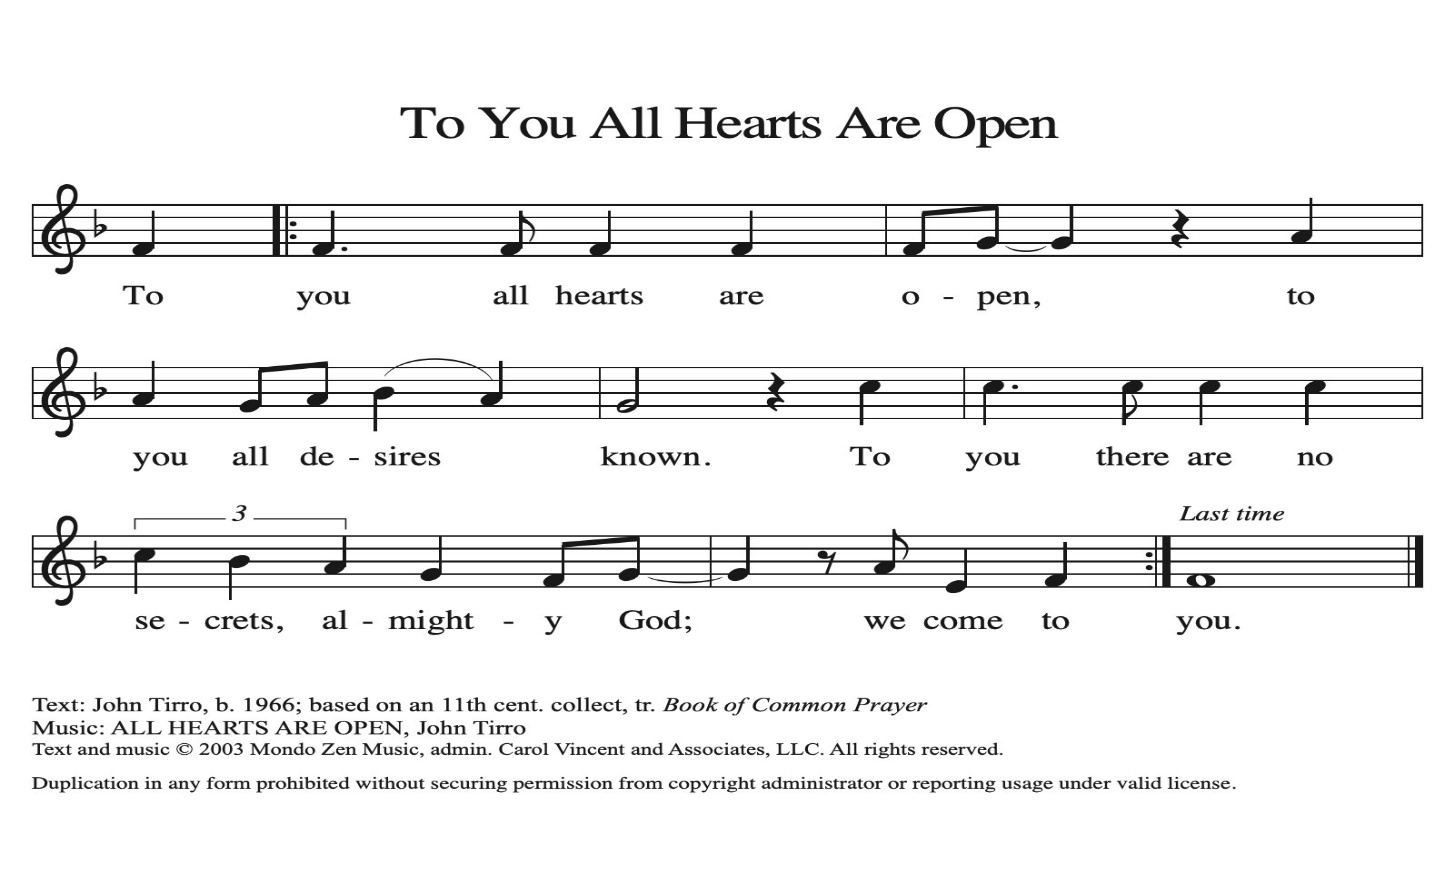 To You All Hearts Are Open
To you all hearts are o - pen, to
you all de - sires known. To you there are no
3
Last time
se - crets, al - might - y God; we come to you.
Text: John Tirro, b. 1966; based on an 11th cent. collect, tr. Book of Common Prayer
Music: ALL HEARTS ARE OPEN, John Tirro
Text and music © 2003 Mondo Zen Music, admin. Carol Vincent and Associates, LLC. All rights reserved.
Duplication in any form prohibited without securing permission from copyright administrator or reporting usage under valid license.